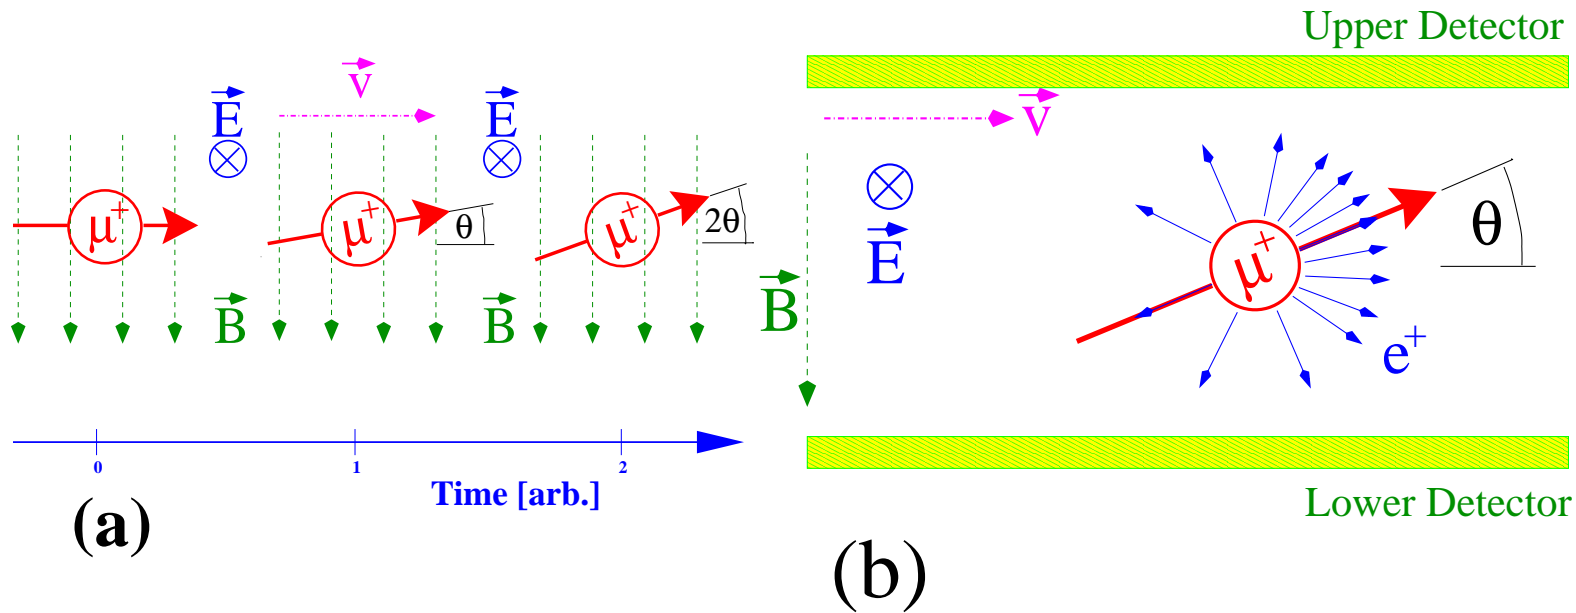 v⃗
E⃗
E⃗
μ⁺
μ⁺
μ⁺
θ
2θ
B⃗
B⃗
0
1
2
Time [arb.]
(a)
Upper Detector
v⃗
E⃗
B⃗
μ⁺
θ
e⁺
Lower Detector
(b)